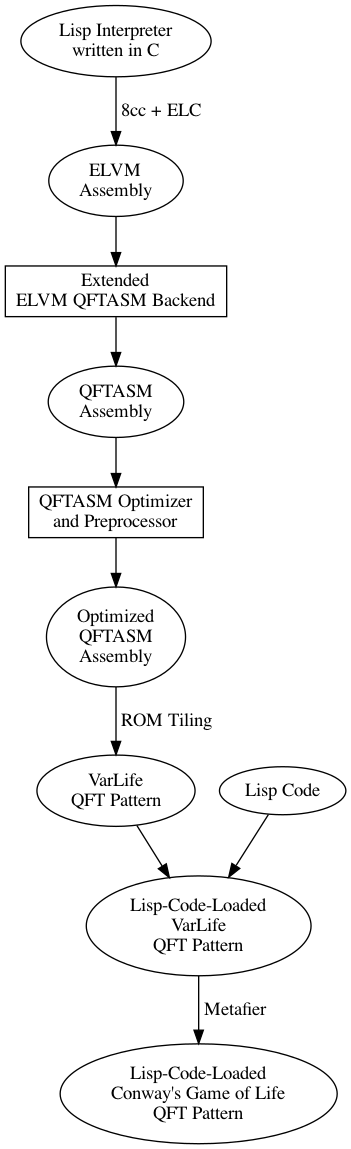 Lisp Interpreter
written in C
8cc + ELC
ELVM
Assembly
Extended
ELVM QFTASM Backend
QFTASM
Assembly
QFTASM Optimizer
and Preprocessor
Optimized
QFTASM
Assembly
ROM Tiling
VarLife
QFT Pattern
Lisp Code
Lisp-Code-Loaded
VarLife
QFT Pattern
Metafier
Lisp-Code-Loaded
Conway's Game of Life
QFT Pattern